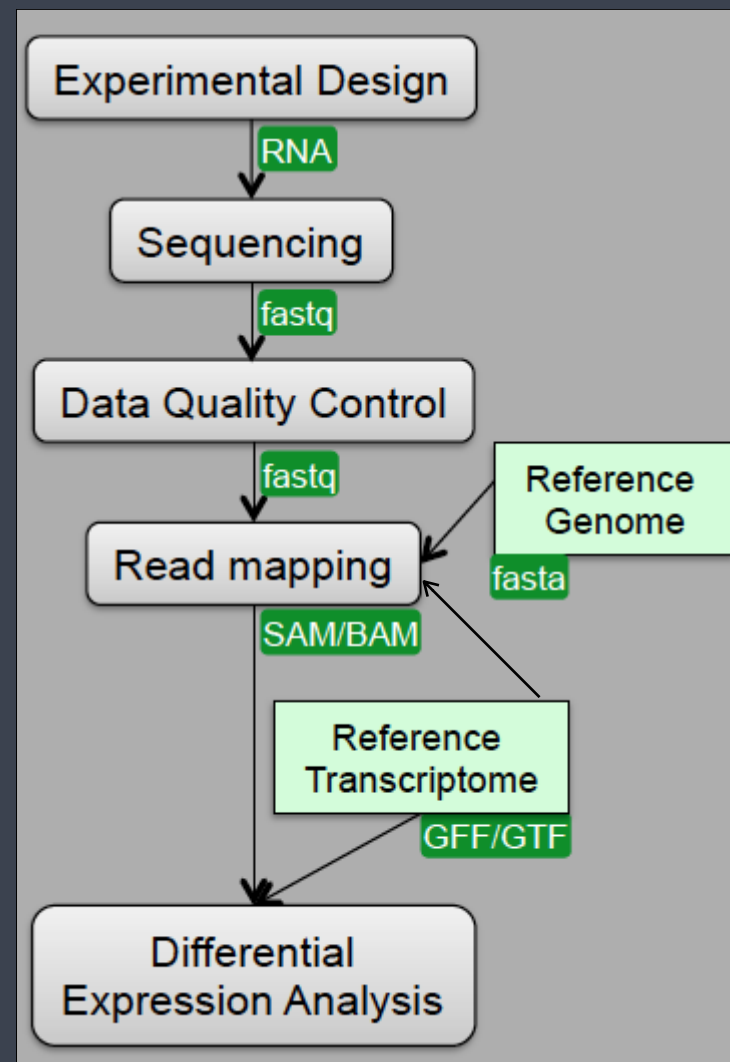 Experimental Design
RNA
Sequencing
fastq
Data Quality Control
fastq
Reference
Genome
Read mapping
fasta
SAM/BAM
Reference
Transcriptome
GFF/GTF
Differential
Expression Analysis